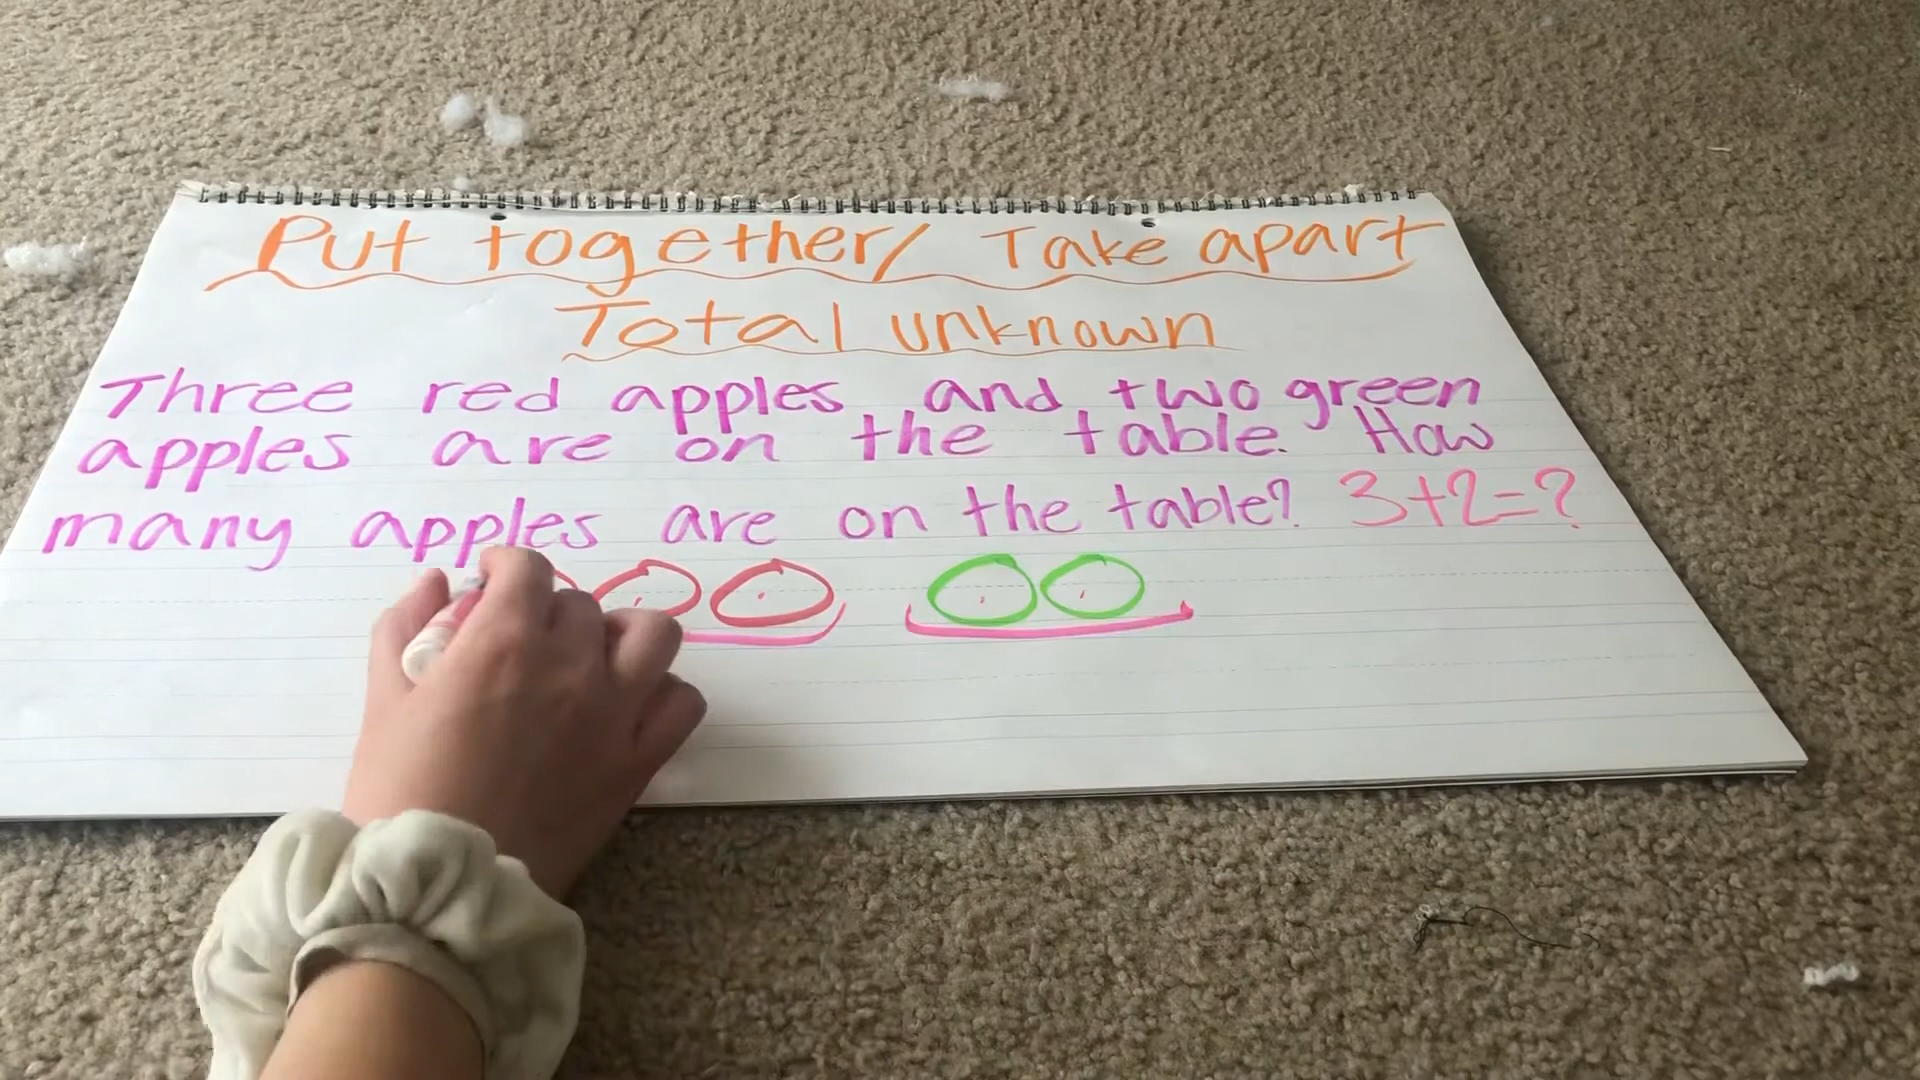 Put together/ Take apart
Total unknown
Three red apples and two green
apples are on the table. How
many apples are on the table? 3+2=?